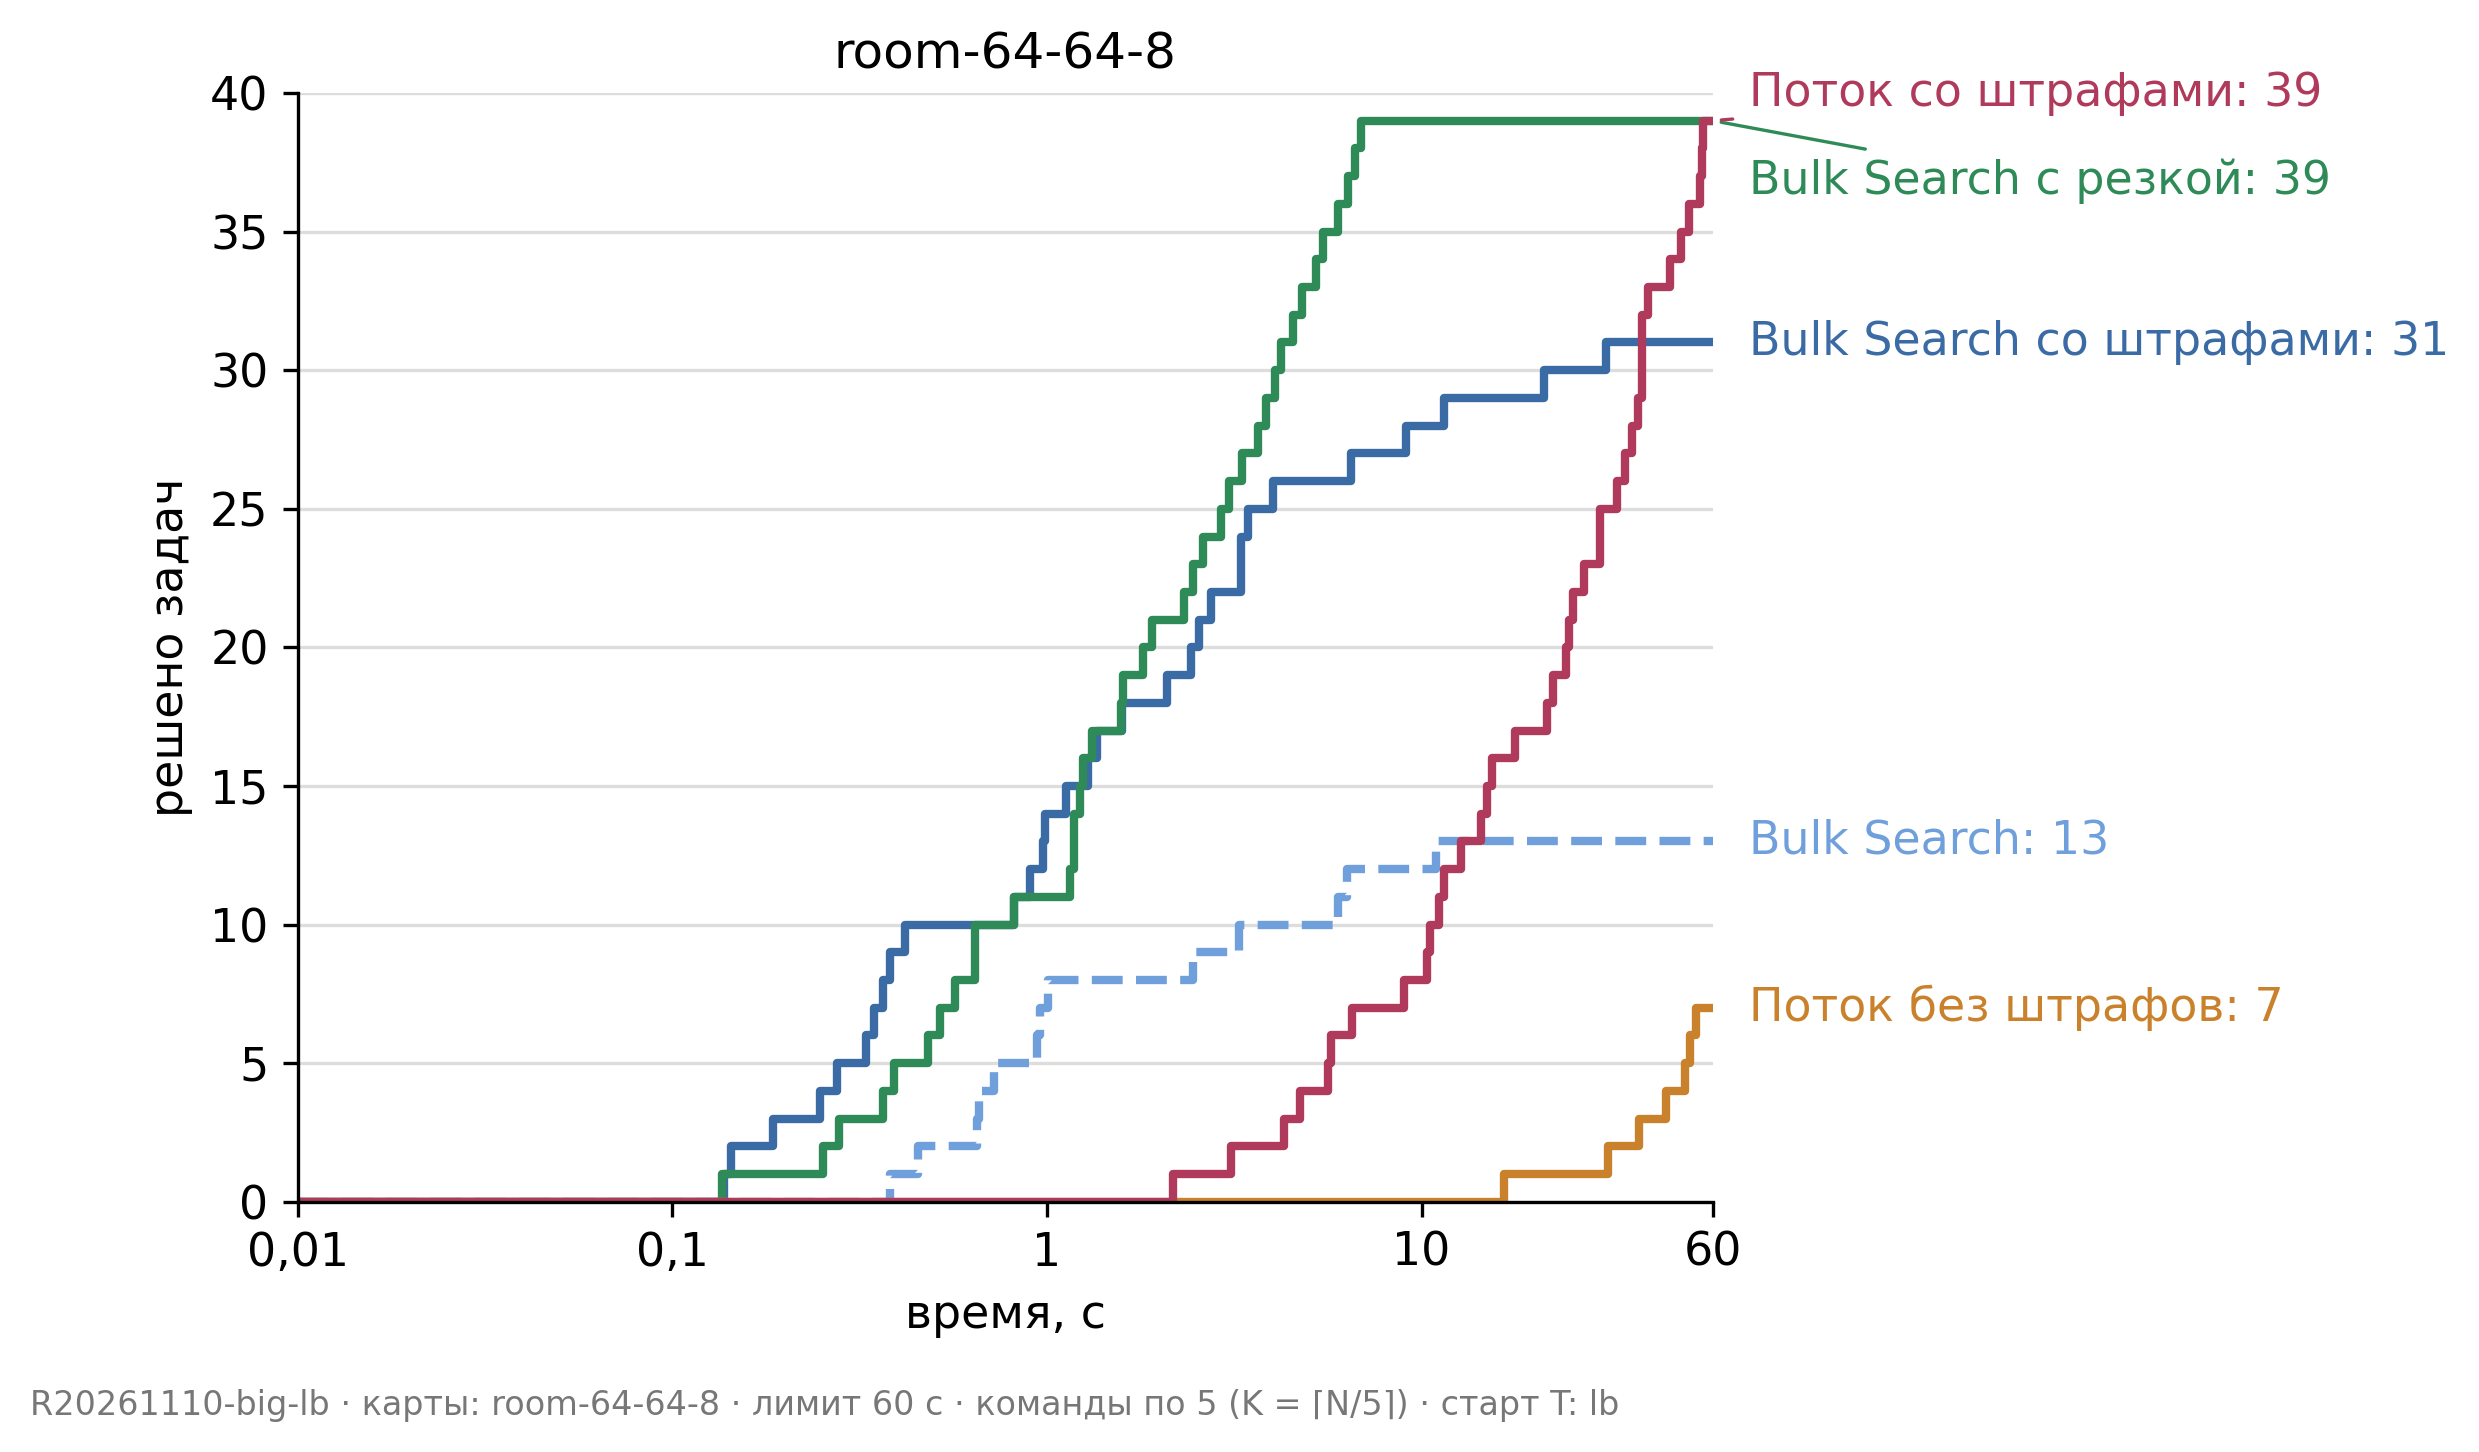 room-64-64-8
40
35
30
25
20
15
10
5
0
решено задач
0,01
0,1
1
10
60
время, с
Поток со штрафами: 39
Bulk Search с резкой: 39
Bulk Search со штрафами: 31
Bulk Search: 13
Поток без штрафов: 7
R20261110-big-lb · карты: room-64-64-8 · лимит 60 с · команды по 5 (K = ⌈N/5⌉) · старт T: lb